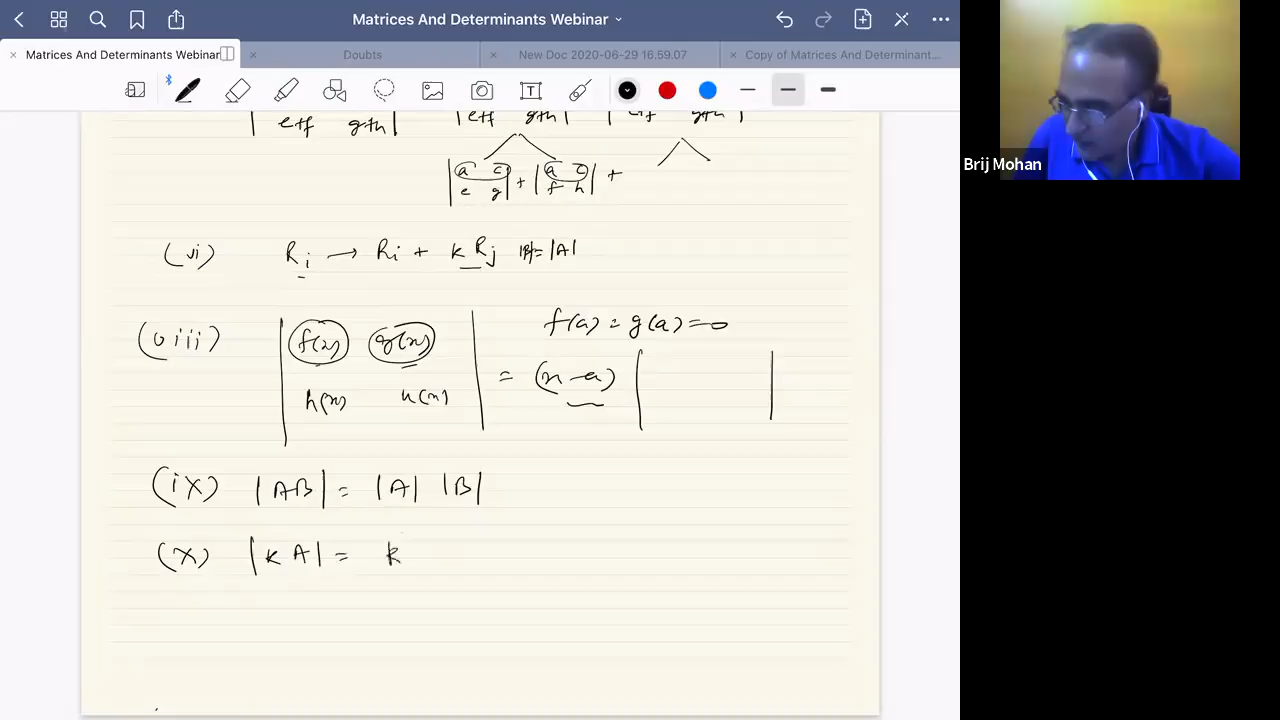 Matrices And Determinants Webinar
Matrices And Determinants Webinar
Doubts
New Doc 2020-06-29 16.59.07
Copy of Matrices And Determinant...
T
| e+f g+h | | e+f g+h | | e+f g+h |
| a c | + | a c | +
| e g | | f h |
(vi) Ri → Ri + k Rj |B|=|A|
(viii) | f(x) g(x) | f(a) = g(a) = 0
| h(x) u(x) | = (x-a) | |
(ix) |AB| = |A| |B|
(x) |kA| = k
Brij Mohan